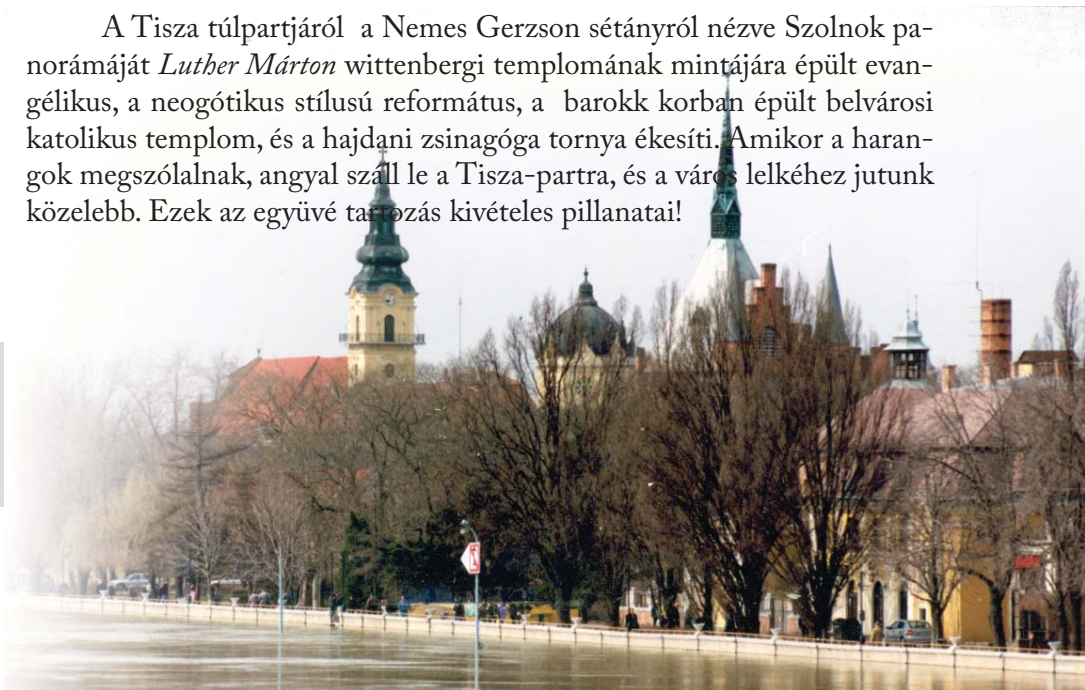 A Tisza túlpartjáról a Nemes Gerzson sétányról nézve Szolnok pa-
norámáját Luther Márton wittenbergi templomának mintájára épült evan-
gélikus, a neogótikus stílusú református, a barokk korban épült belvárosi
katolikus templom, és a hajdani zsinagóga tornya ékesíti. Amikor a haran-
gok megszólalnak, angyal száll le a Tisza-partra, és a város lelkéhez jutunk
közelebb. Ezek az együvé tartozás kivételes pillanatai!